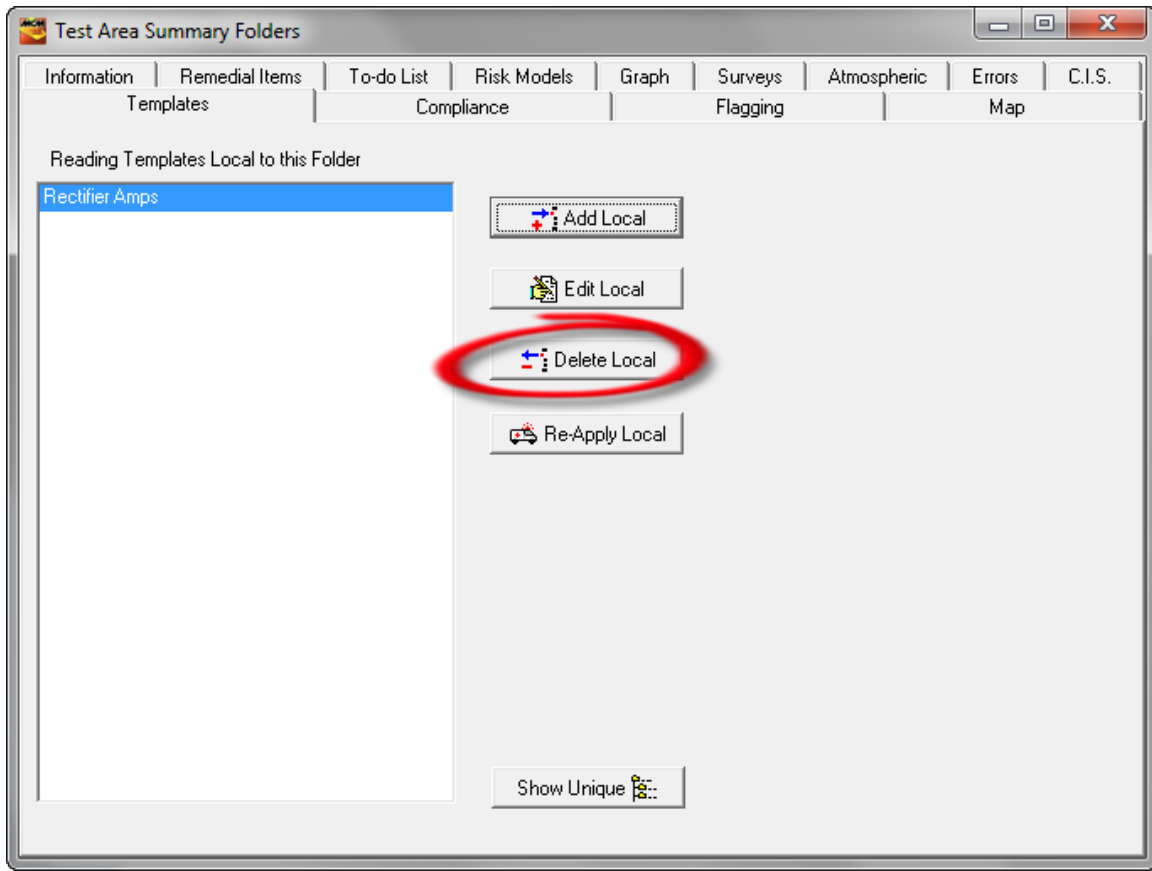 MCM
Test Area Summary Folders
Information Remedial Items To-do List Risk Models Graph Surveys Atmospheric Errors C.I.S.
Templates Compliance Flagging Map
Reading Templates Local to this Folder
Rectifier Amps
Add Local
Edit Local
Delete Local
Re-Apply Local
Show Unique